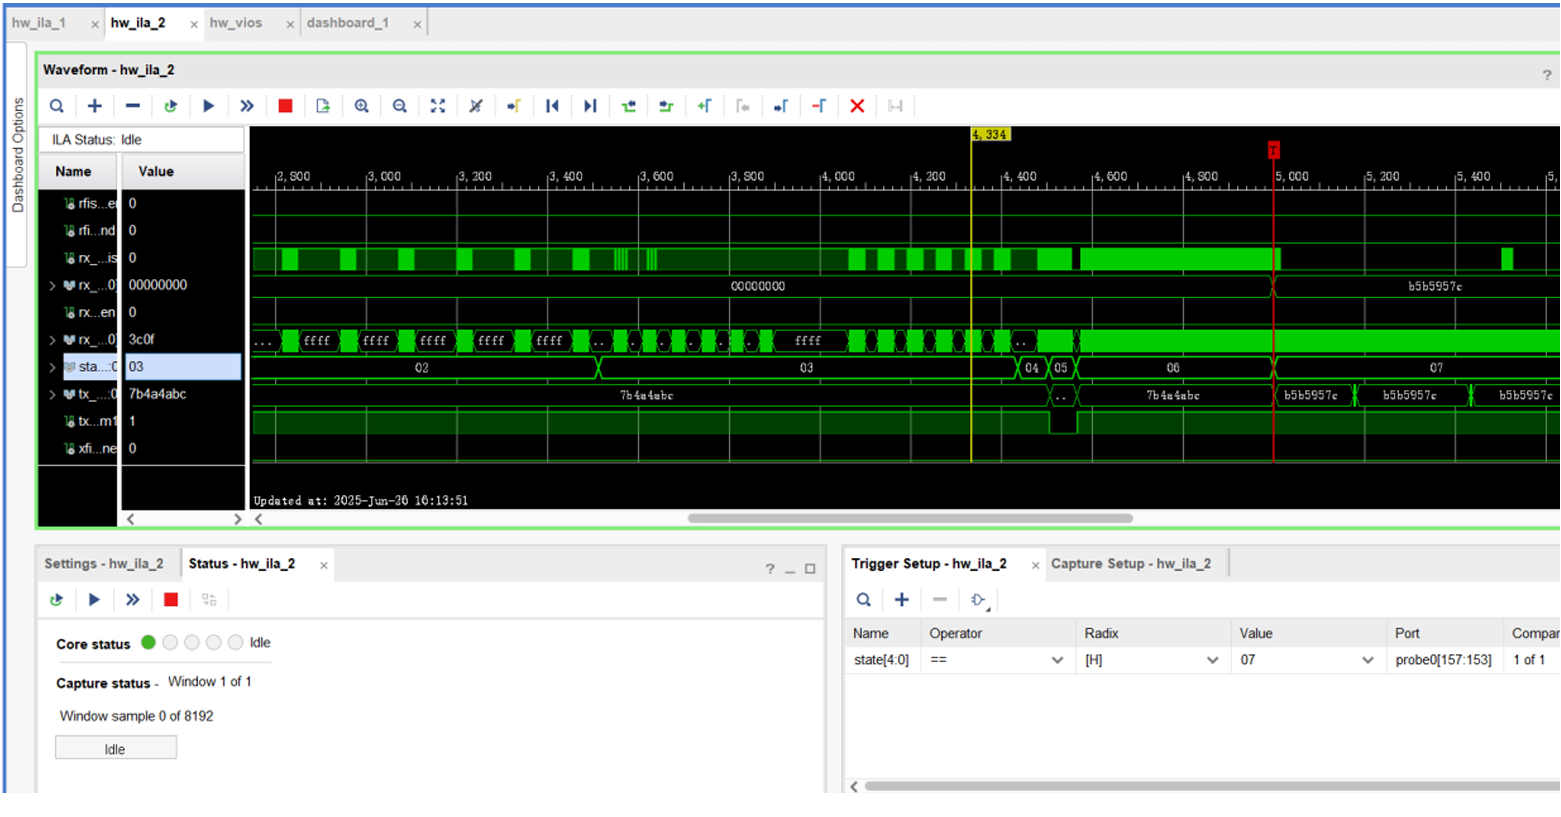 hw_ila_1 × hw_ila_2 × hw_vios × dashboard_1 ×
Dashboard Options
Waveform - hw_ila_2 ?
ILA Status: Idle
Name Value
4,334
T
2,800 3,000 3,200 3,400 3,600 3,800 4,000 4,200 4,400 4,600 4,800 5,000 5,200 5,400 5,
rfis...en 0
rfi...nd 0
rx_...is 0
rx_...0] 00000000 00000000 b5b5957c
rx...en 0
rx_...0] 3c0f ... ffff ffff ffff ffff ffff .. . . . . . ffff ..
sta...:0 03 02 03 04 05 06 07
tx_...:0 7b4a4abc 7b4a4abc .. 7b4a4abc b5b5957c b5b5957c b5b5957c
tx...m1 1
xfi...ne 0
Updated at: 2025-Jun-26 16:13:51
Settings - hw_ila_2 Status - hw_ila_2 × ?
Core status Idle
Capture status - Window 1 of 1
Window sample 0 of 8192
Idle
Trigger Setup - hw_ila_2 × Capture Setup - hw_ila_2
Name Operator Radix Value Port Compar
state[4:0] == [H] 07 probe0[157:153] 1 of 1